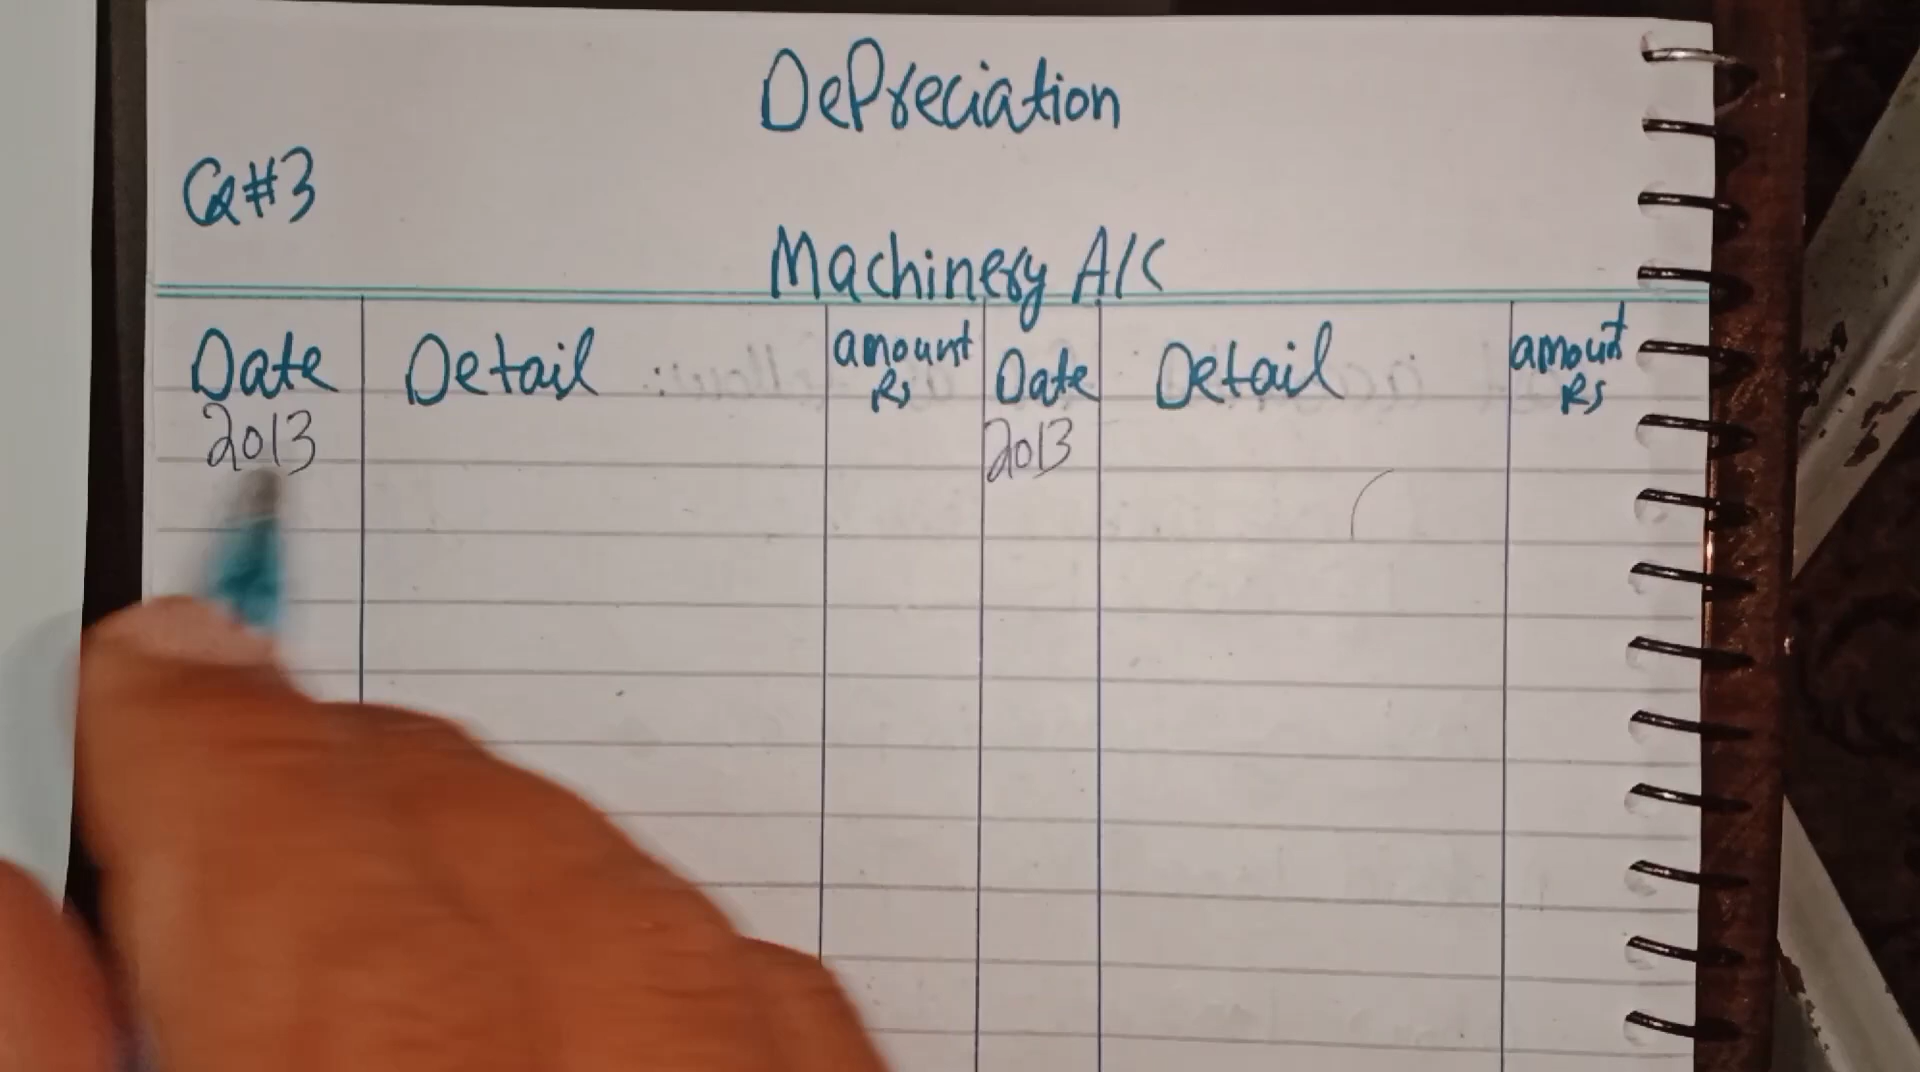 DePreciation
Q#3
Machinery A/C
Date Detail amount Rs Date Detail amount Rs
2013 2013